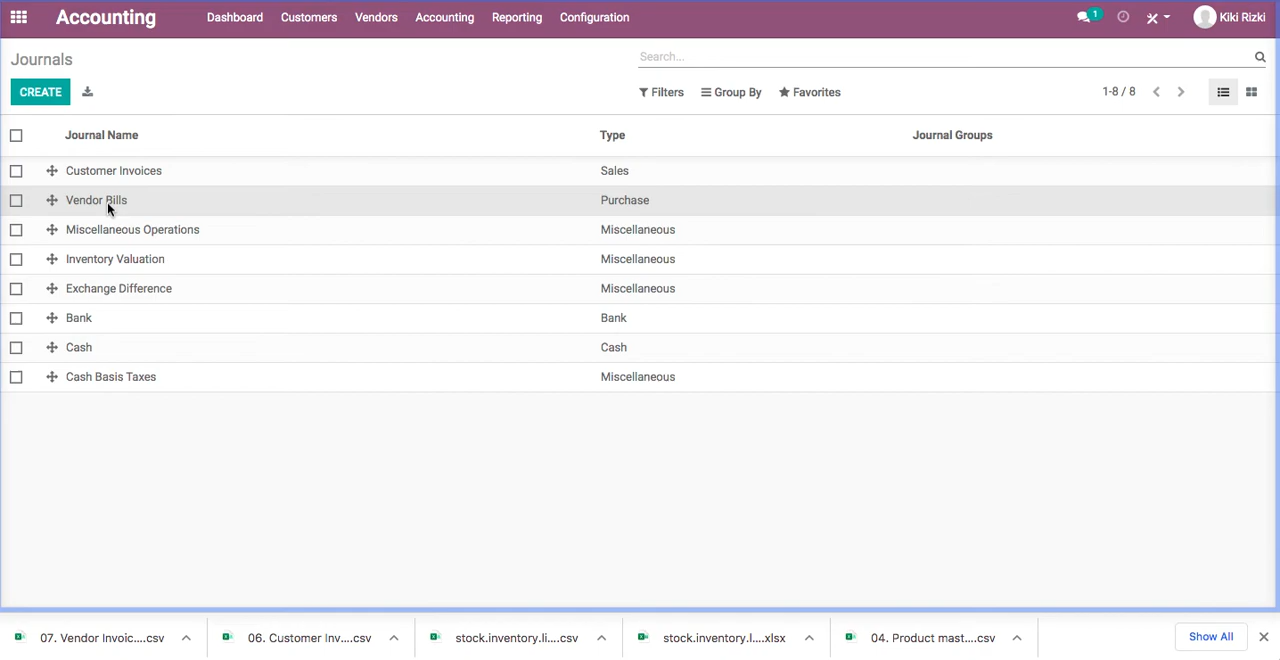 Accounting Dashboard Customers Vendors Accounting Reporting Configuration 1 Kiki Rizki
Journals Search...
CREATE Filters Group By Favorites 1-8 / 8
Journal Name Type Journal Groups
Customer Invoices Sales
Vendor Bills Purchase
Miscellaneous Operations Miscellaneous
Inventory Valuation Miscellaneous
Exchange Difference Miscellaneous
Bank Bank
Cash Cash
Cash Basis Taxes Miscellaneous
07. Vendor Invoic....csv 06. Customer Inv....csv stock.inventory.li....csv stock.inventory.l....xlsx 04. Product mast....csv Show All